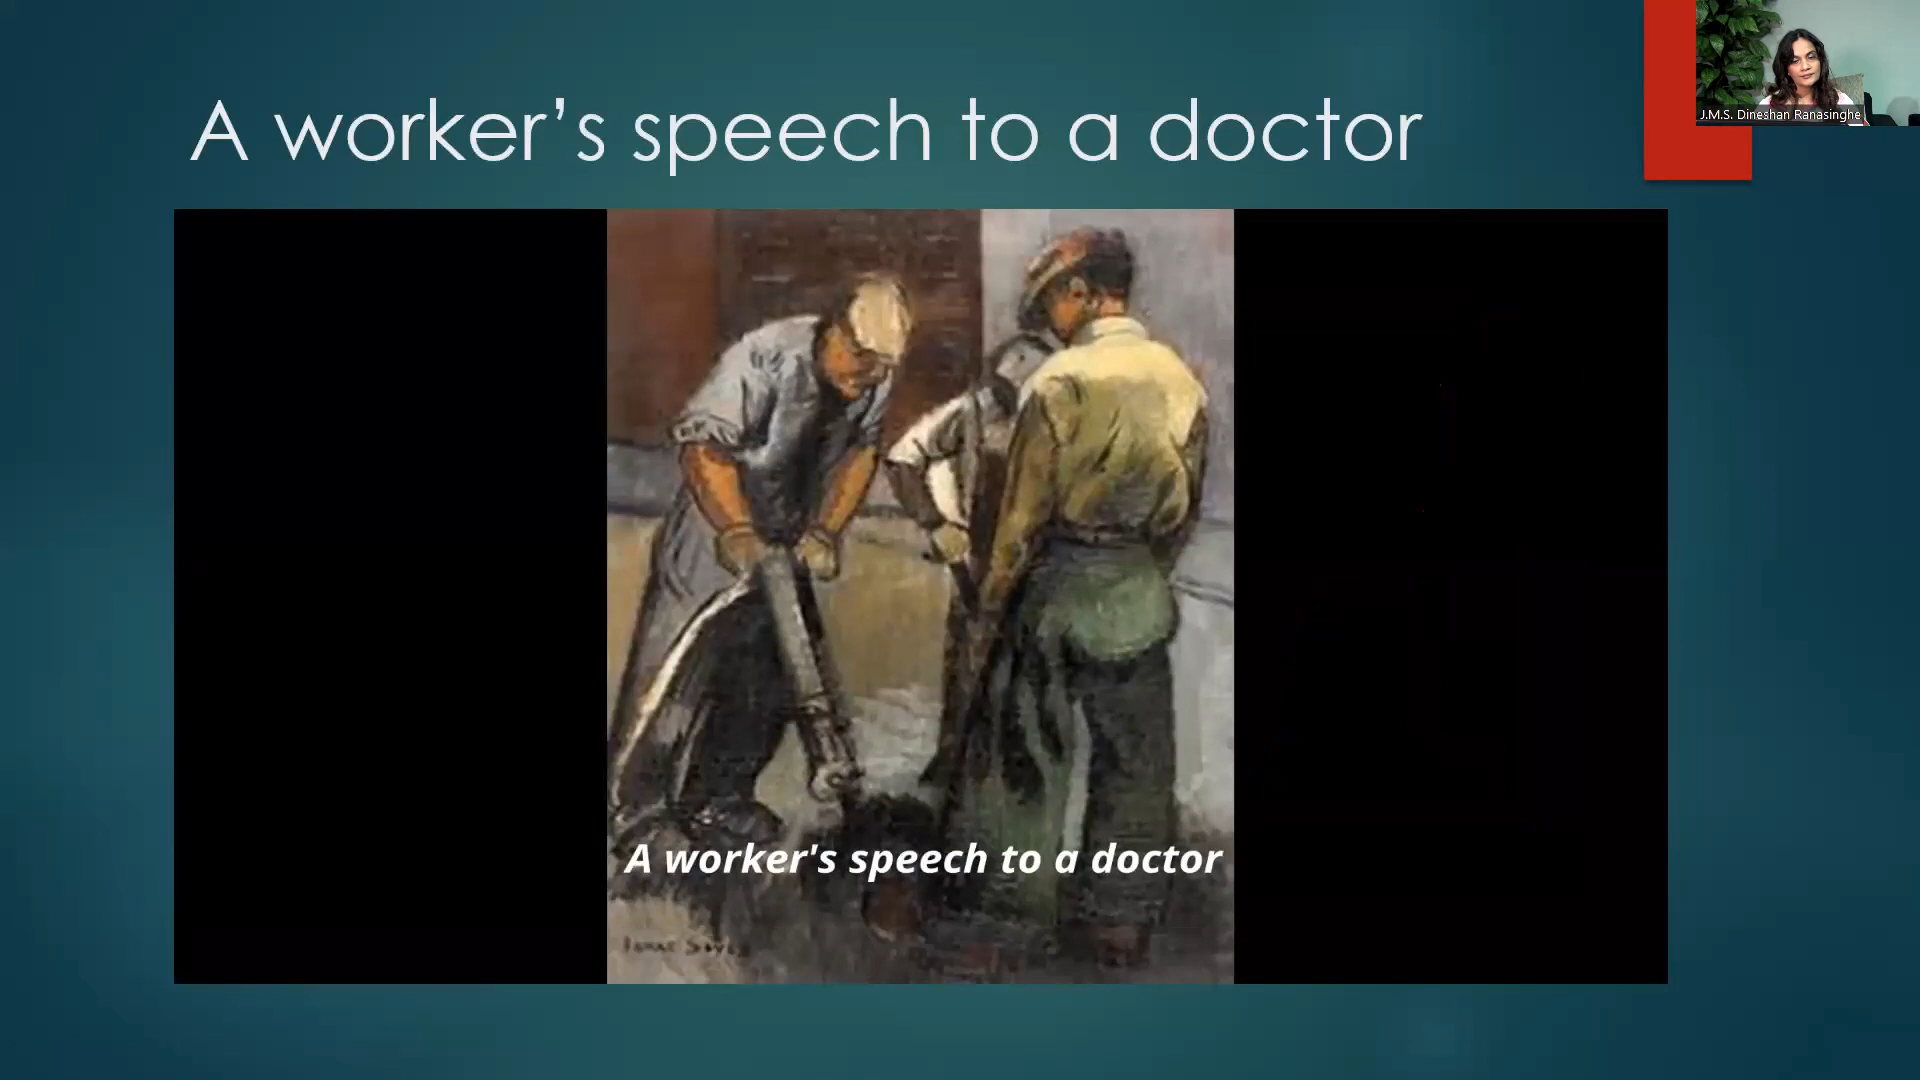 A worker’s speech to a doctor
J.M.S. Dineshan Ranasinghe
A worker's speech to a doctor